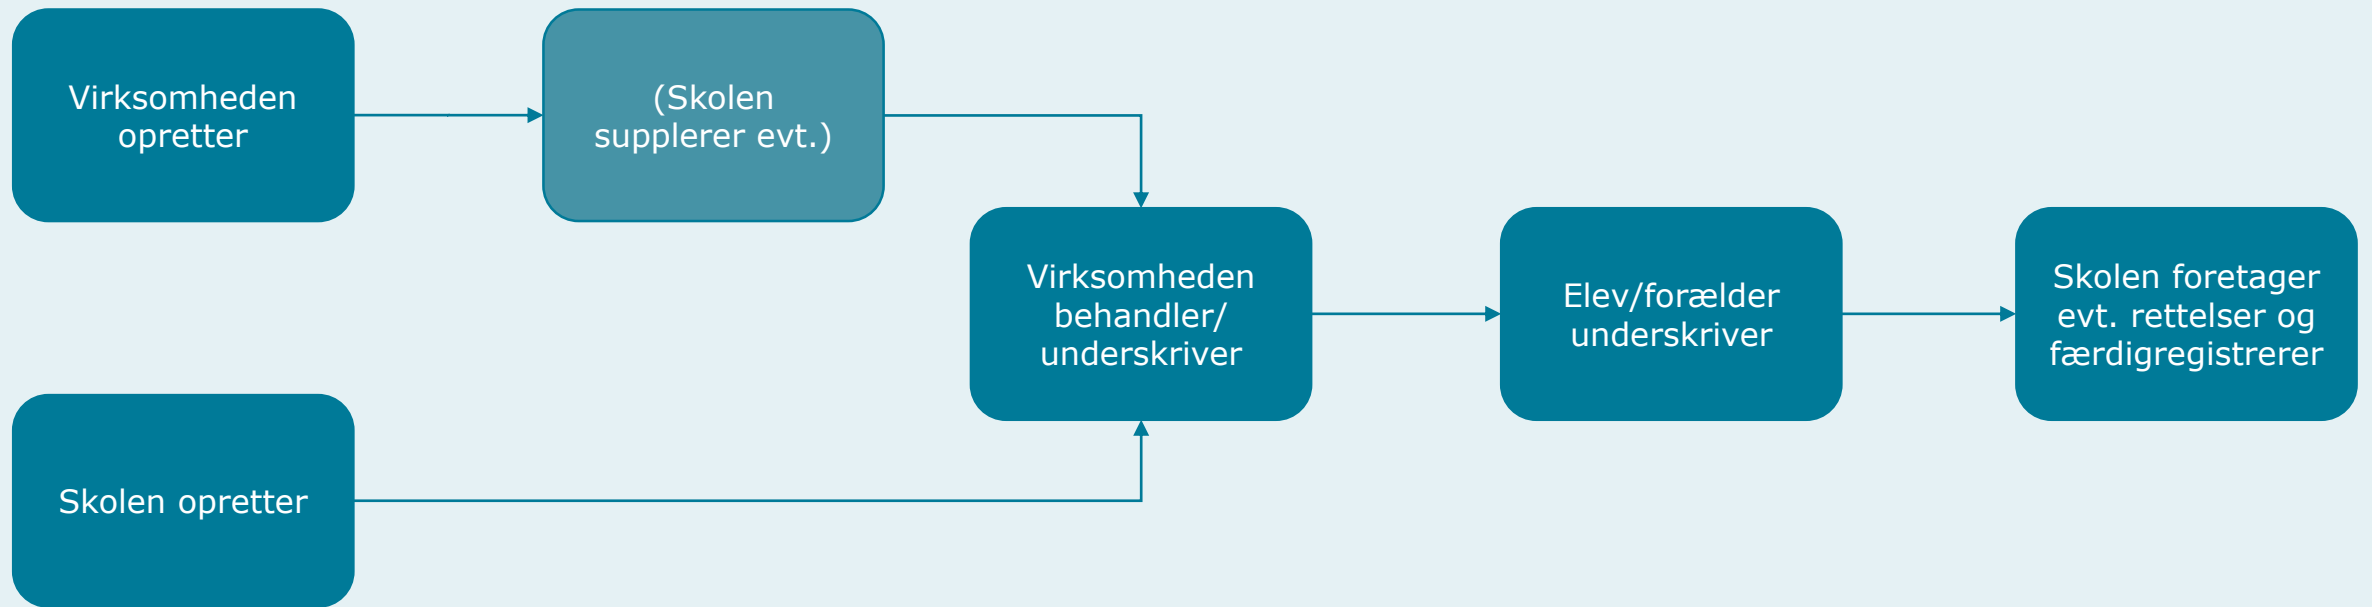 Virksomheden
opretter
(Skolen
supplerer evt.)
Virksomheden
behandler/
underskriver
Elev/forælder
underskriver
Skolen foretager
evt. rettelser og
færdigregistrerer
Skolen opretter